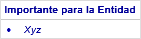 Importante para la Entidad
• Xyz